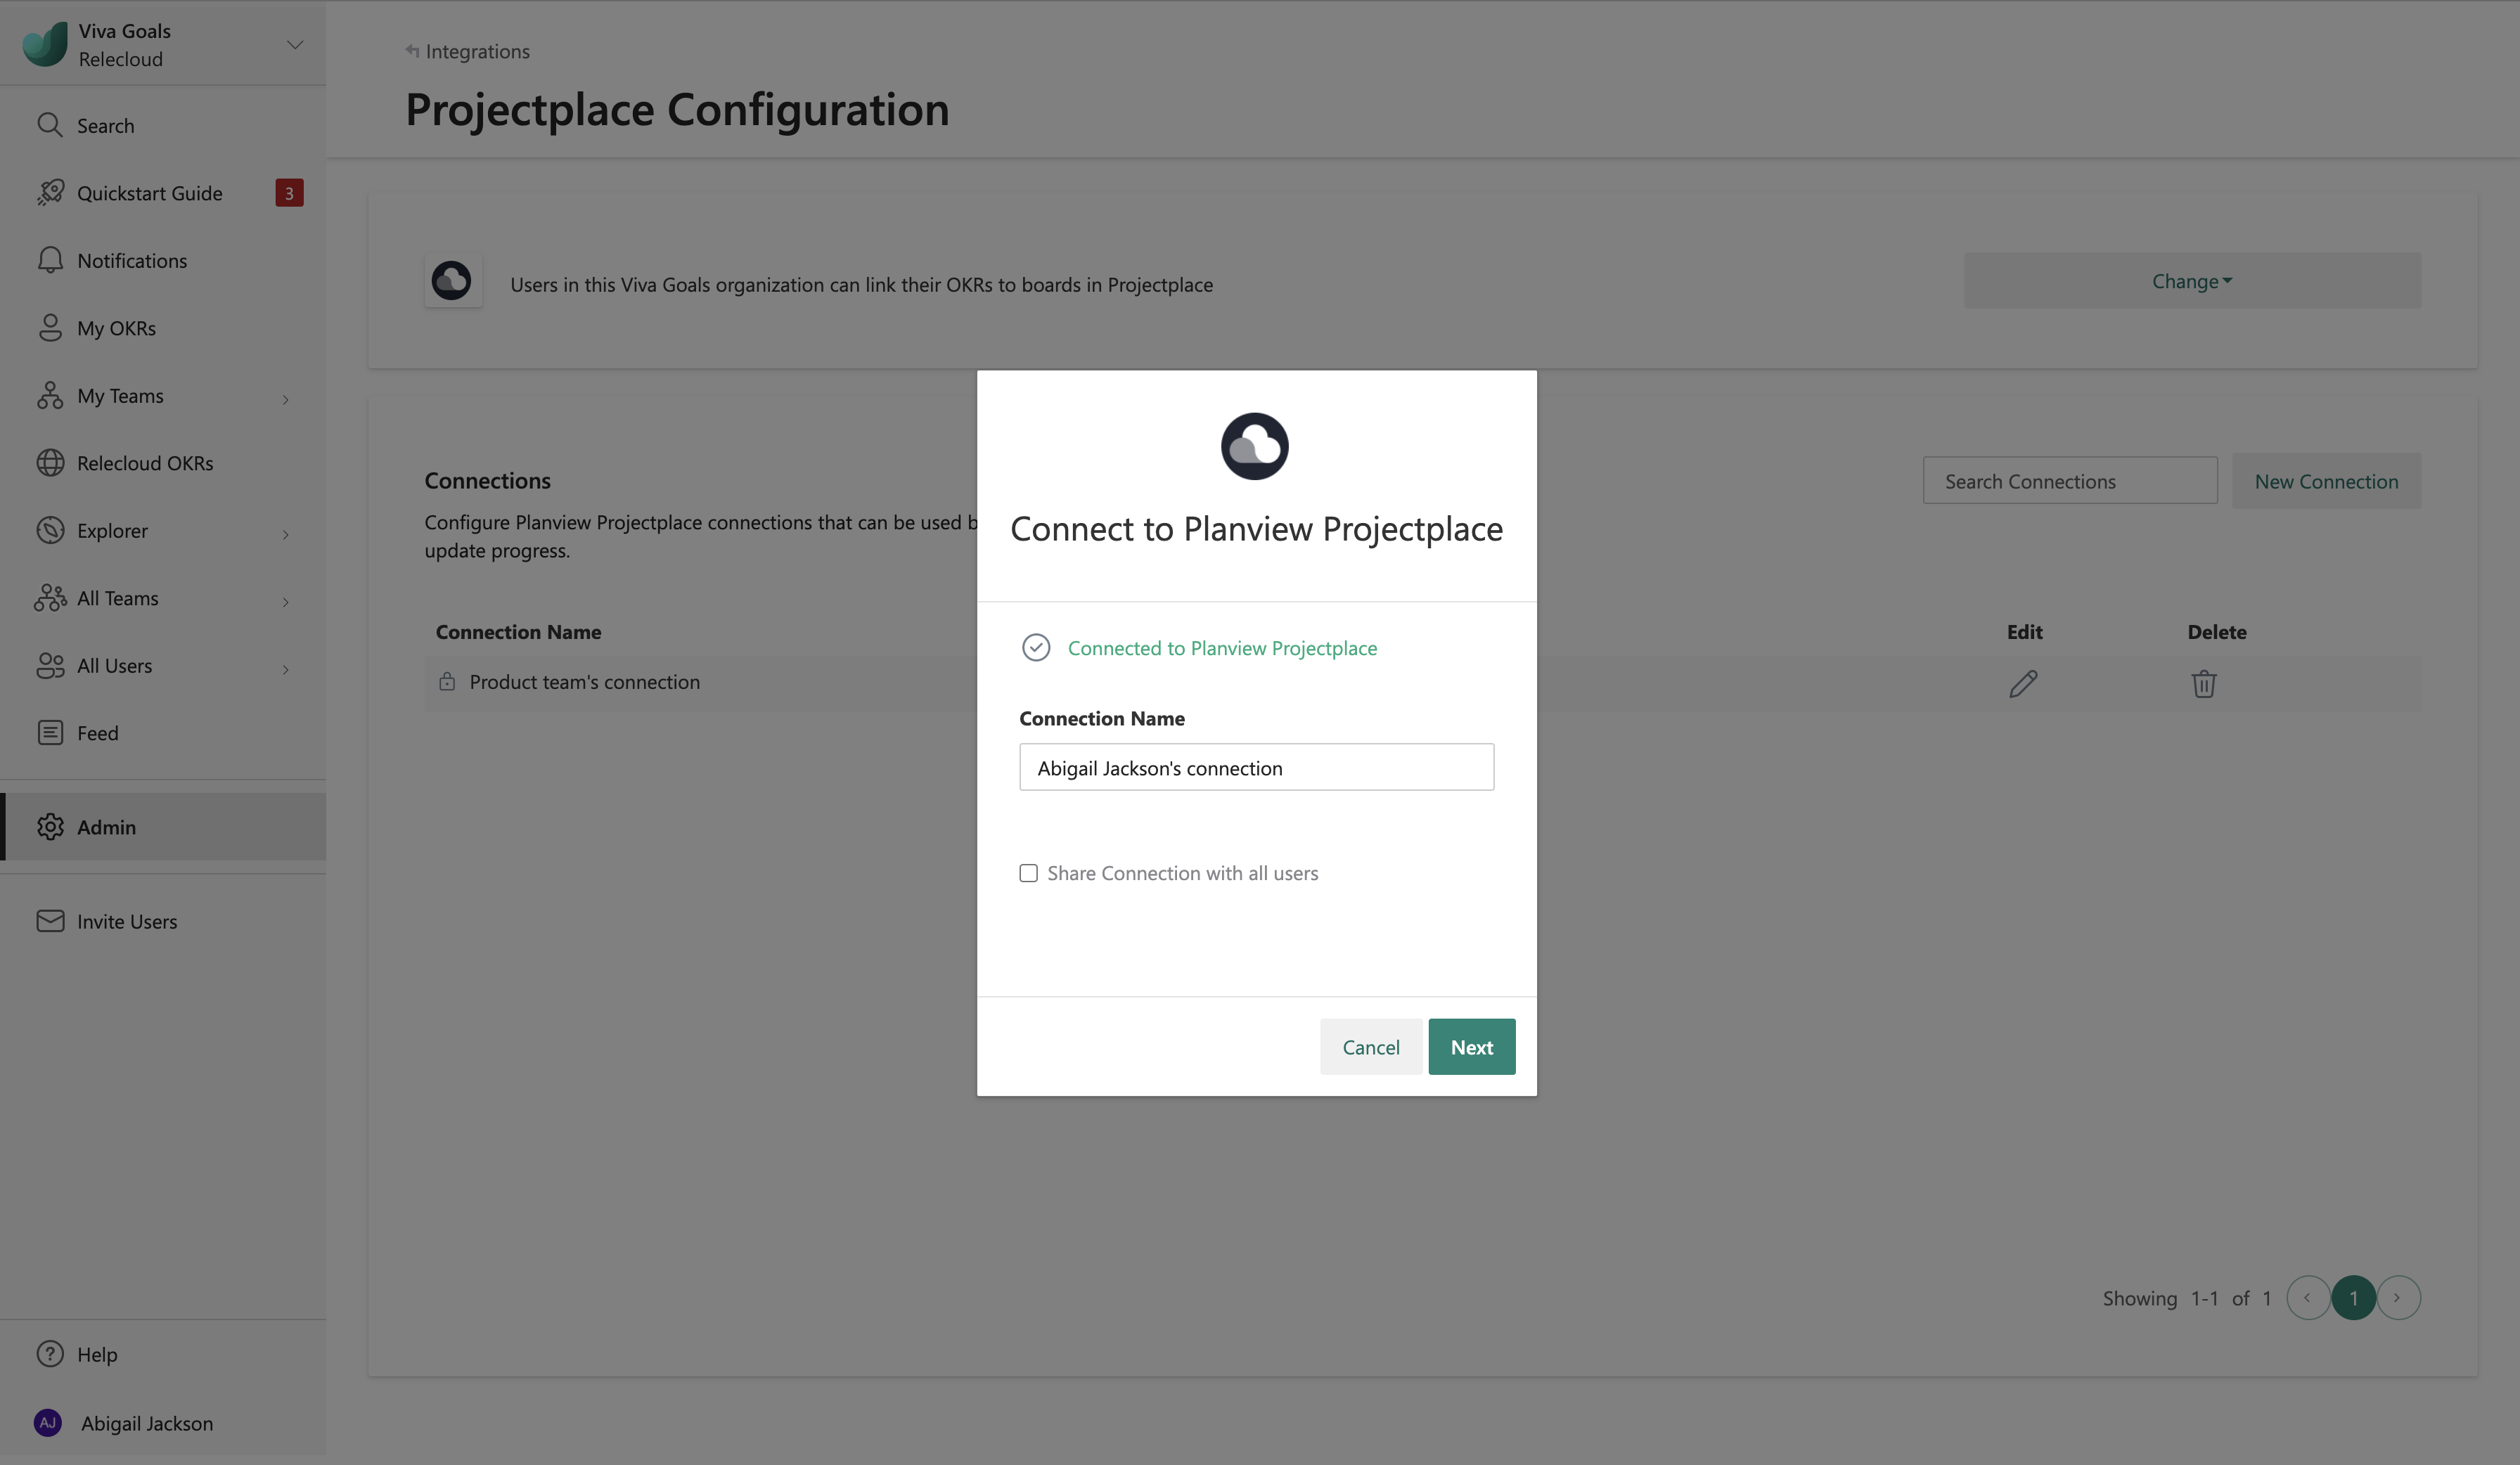 Viva Goals
Relecloud
Search
Quickstart Guide
3
Notifications
My OKRs
My Teams
Relecloud OKRs
Explorer
All Teams
All Users
Feed
Admin
Invite Users
Help
AJ
Abigail Jackson
Integrations
Projectplace Configuration
Users in this Viva Goals organization can link their OKRs to boards in Projectplace
Change
Connections
Configure Planview Projectplace connections that can be used
update progress.
Search Connections
New Connection
Connection Name
Edit
Delete
Product team's connection
Showing 1-1 of 1
1
Connect to Planview Projectplace
Connected to Planview Projectplace
Connection Name
Abigail Jackson's connection
Share Connection with all users
Cancel
Next